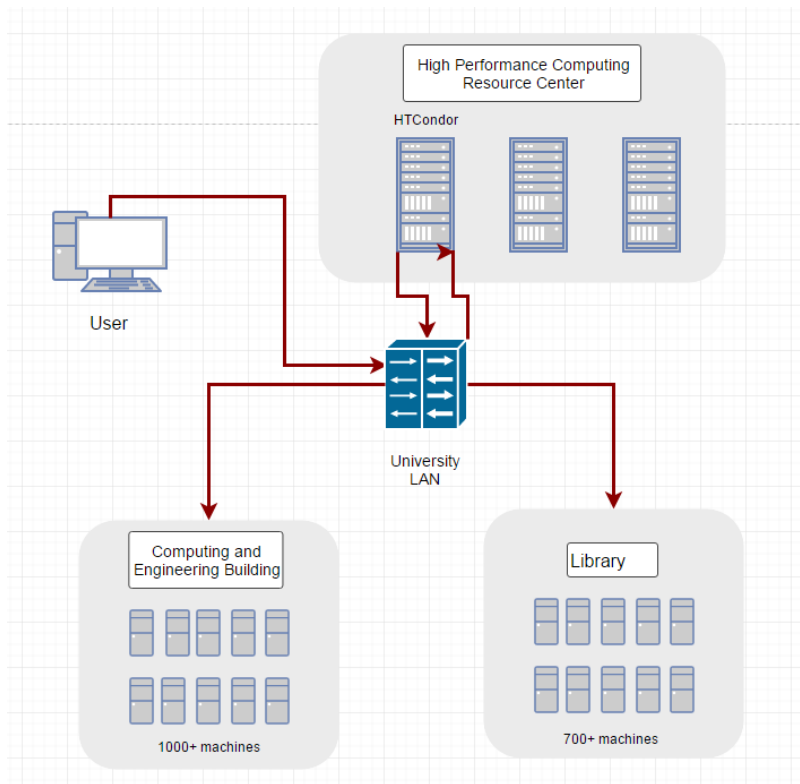 High Performance Computing
Resource Center
HTCondor
User
University
LAN
Computing and
Engineering Building
1000+ machines
Library
700+ machines